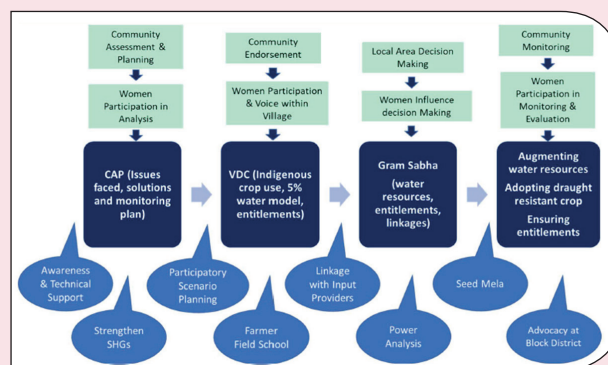 Community
Assessment &
Planning
Women
Participation in
Analysis
CAP (Issues
faced, solutions
and monitoring
plan)
Community
Endorsement
Women Participation
& Voice within
Village
VDC (Indigenous
crop use, 5%
water model,
entitlements)
Local Area Decision
Making
Women Influence
decision Making
Gram Sabha
(water
resources,
entitlements,
linkages)
Community
Monitoring
Women
Participation in
Monitoring &
Evaluation
Augmenting
water resources
Adopting draught
resistant crop
Ensuring
entitlements
Awareness
& Technical
Support
Strengthen
SHGs
Participatory
Scenario
Planning
Farmer
Field School
Linkage
with Input
Providers
Power
Analysis
Seed Mela
Advocacy at
Block District